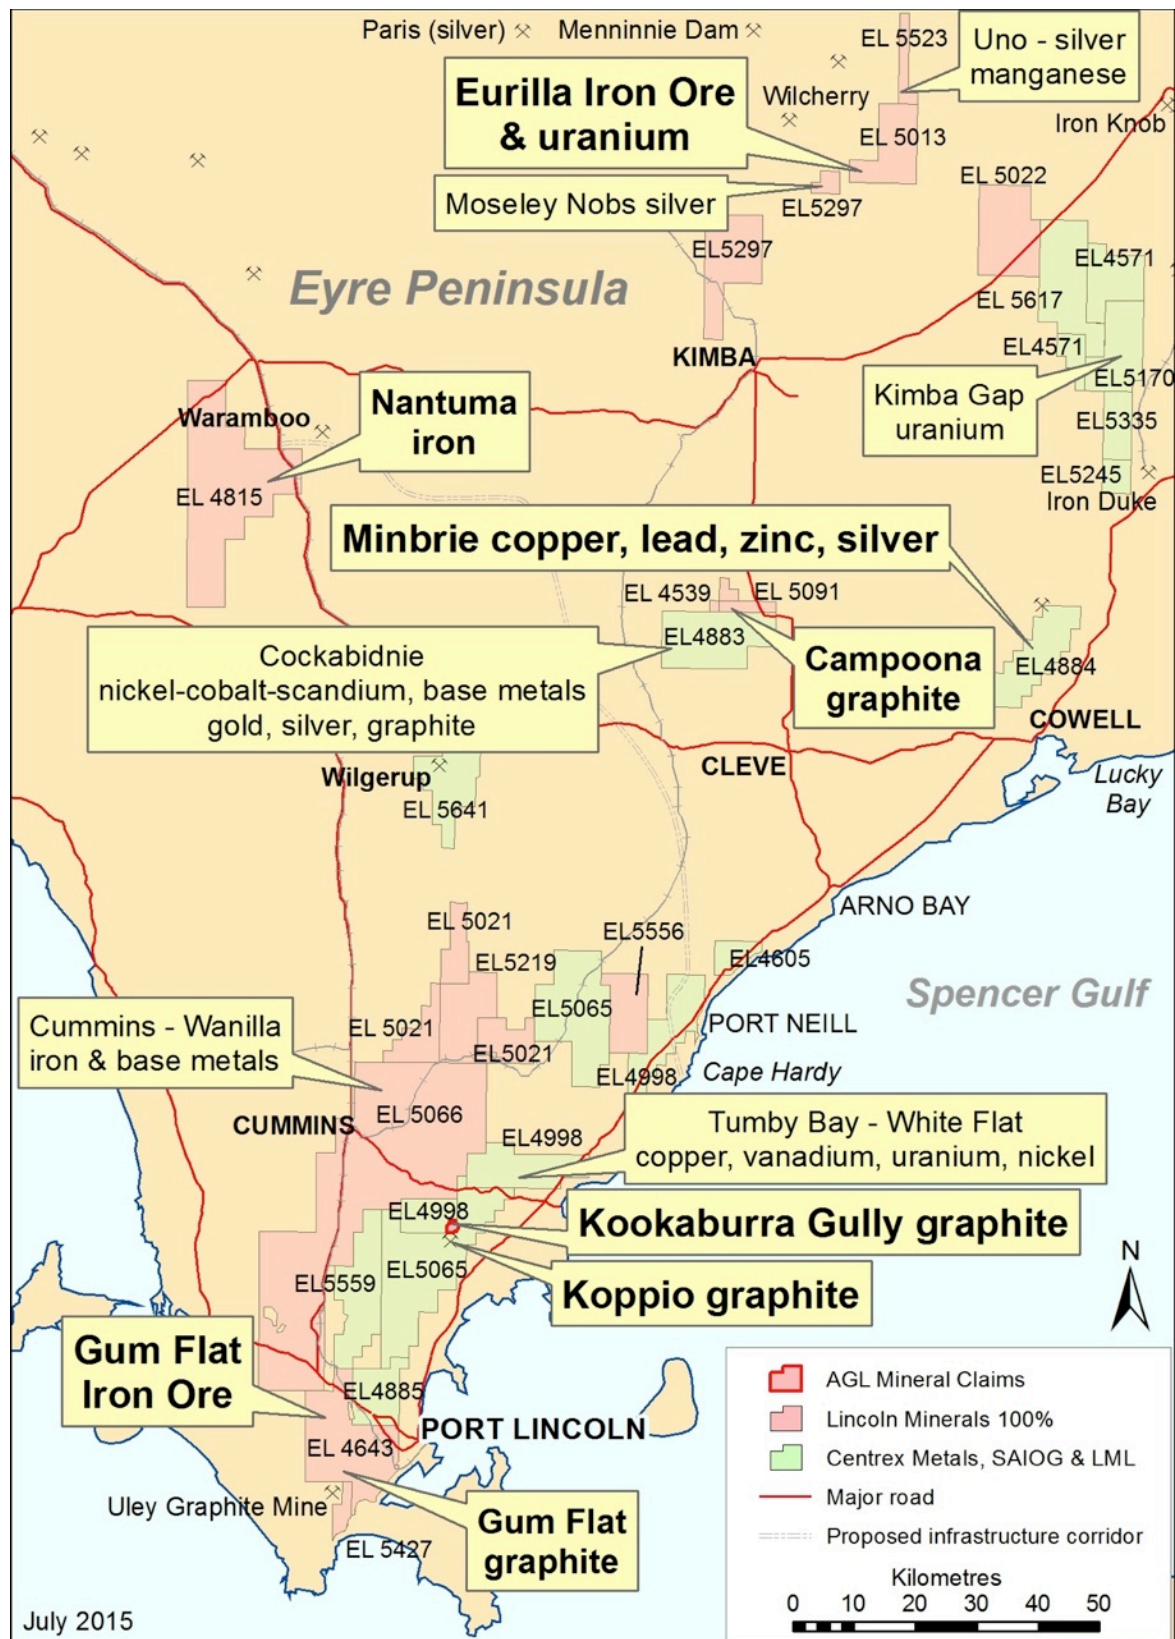 Paris (silver)
Menninnie Dam
EL 5523
Uno - silver
manganese
Eurilla Iron Ore
& uranium
Wilcherry
Iron Knob
EL 5013
EL 5022
Moseley Nobs silver
EL5297
EL5297
EL4571
Eyre Peninsula
EL 5617
KIMBA
EL4571
EL5170
Kimba Gap
uranium
Nantuma
iron
Waramboo
EL5335
EL 4815
EL5245
Iron Duke
Minbrie copper, lead, zinc, silver
EL 4539
EL 5091
EL4883
Cockabidnie
nickel-cobalt-scandium, base metals
gold, silver, graphite
Campoona
graphite
EL4884
COWELL
CLEVE
Wilgerup
Lucky
Bay
EL 5641
ARNO BAY
EL 5021
EL5556
EL5219
EL4605
Spencer Gulf
EL5065
Cummins - Wanilla
iron & base metals
EL 5021
PORT NEILL
EL5021
EL4998
Cape Hardy
EL 5066
CUMMINS
EL4998
Tumby Bay - White Flat
copper, vanadium, uranium, nickel
EL4998
Kookaburra Gully graphite
EL5065
EL5559
Koppio graphite
N
Gum Flat
Iron Ore
EL4885
PORT LINCOLN
EL 4643
Uley Graphite Mine
Gum Flat
graphite
EL 5427
AGL Mineral Claims
Lincoln Minerals 100%
Centrex Metals, SAIOG & LML
Major road
Proposed infrastructure corridor
Kilometres
0 10 20 30 40 50
July 2015